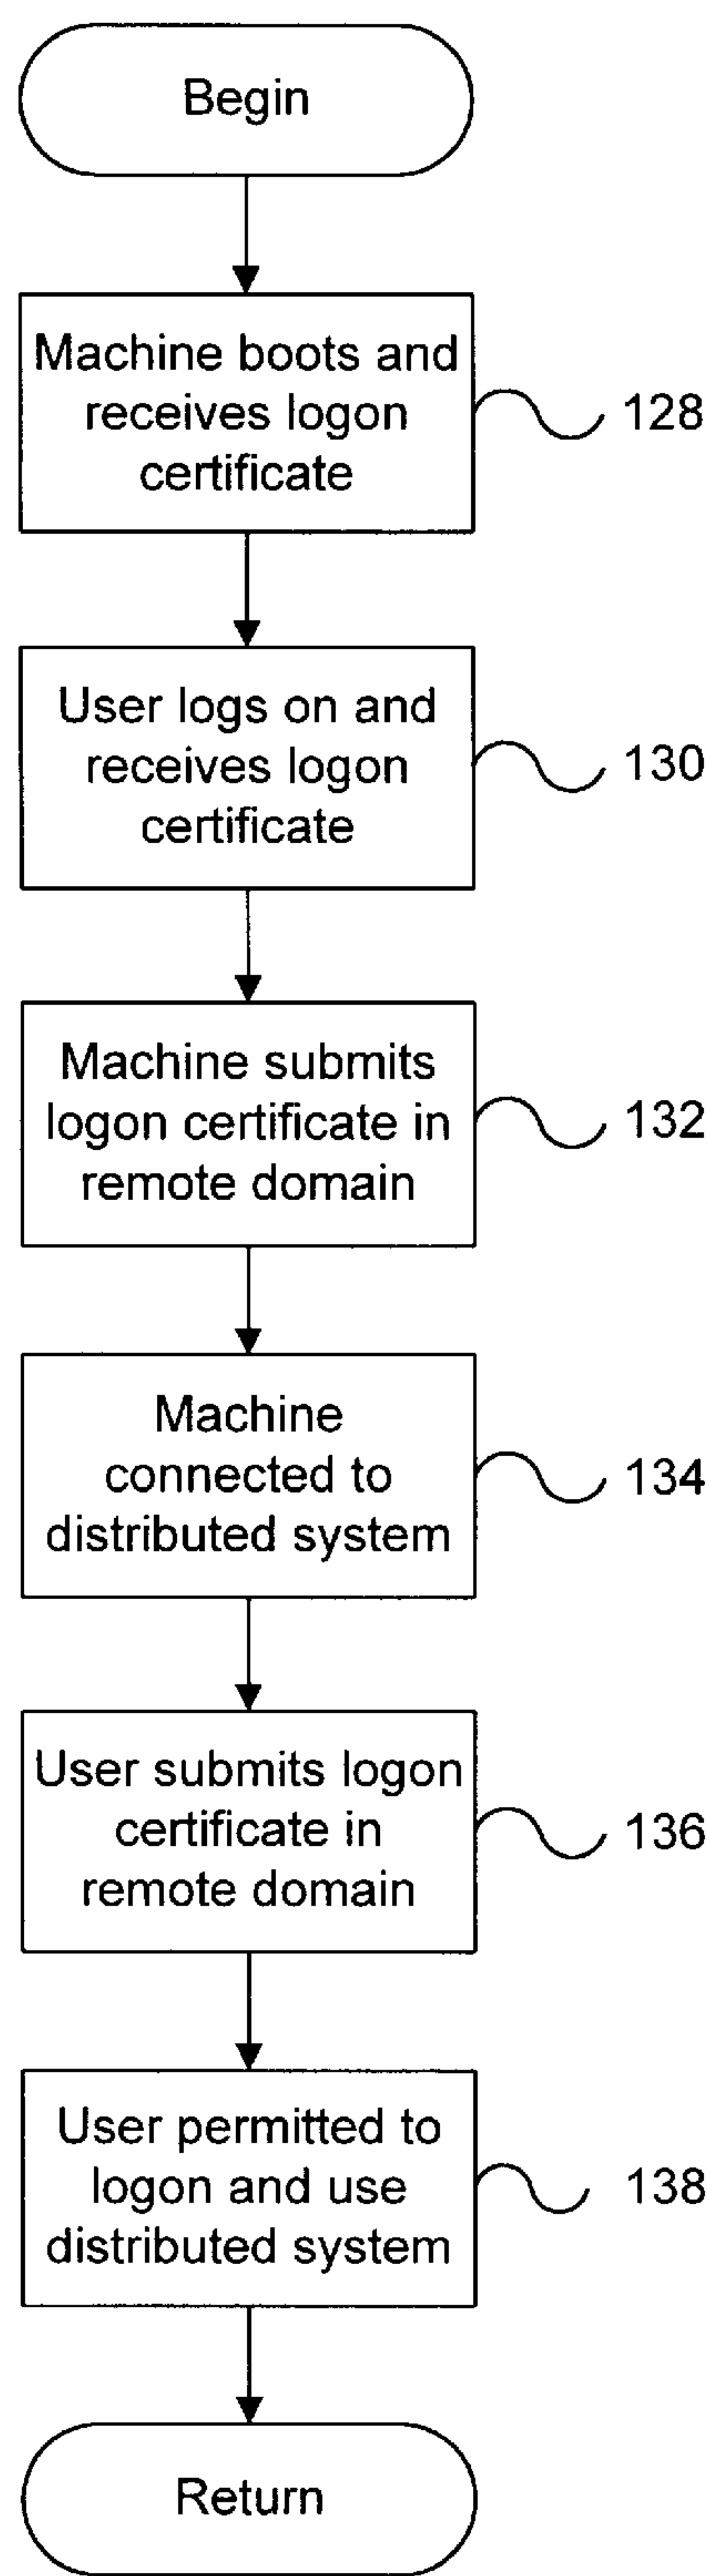 Begin
Machine boots and
receives logon
certificate
128
User logs on and
receives logon
certificate
130
Machine submits
logon certificate in
remote domain
132
Machine
connected to
distributed system
134
User submits logon
certificate in
remote domain
136
User permitted to
logon and use
distributed system
138
Return